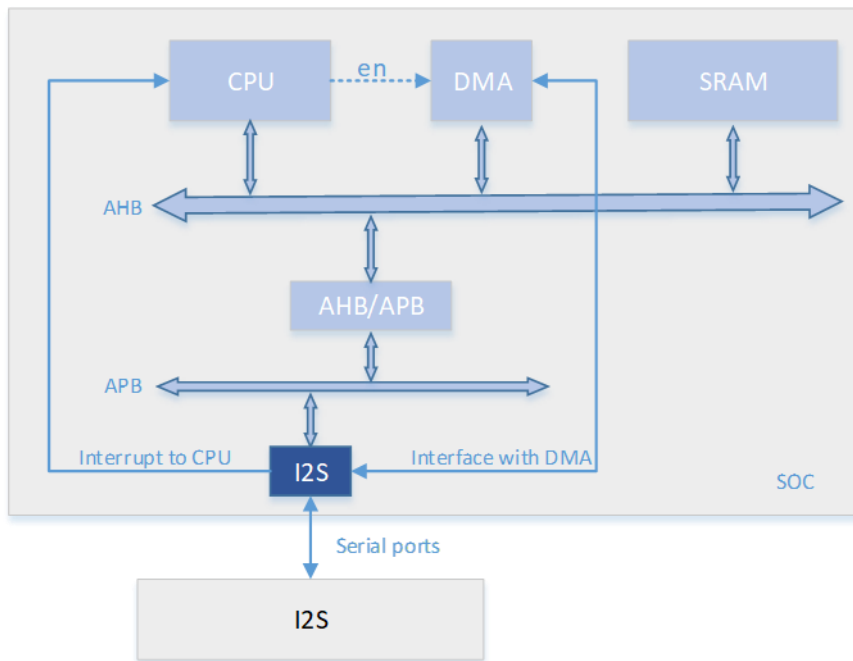 CPU
en
DMA
SRAM
AHB
AHB/APB
APB
Interrupt to CPU
I2S
Interface with DMA
SOC
Serial ports
I2S